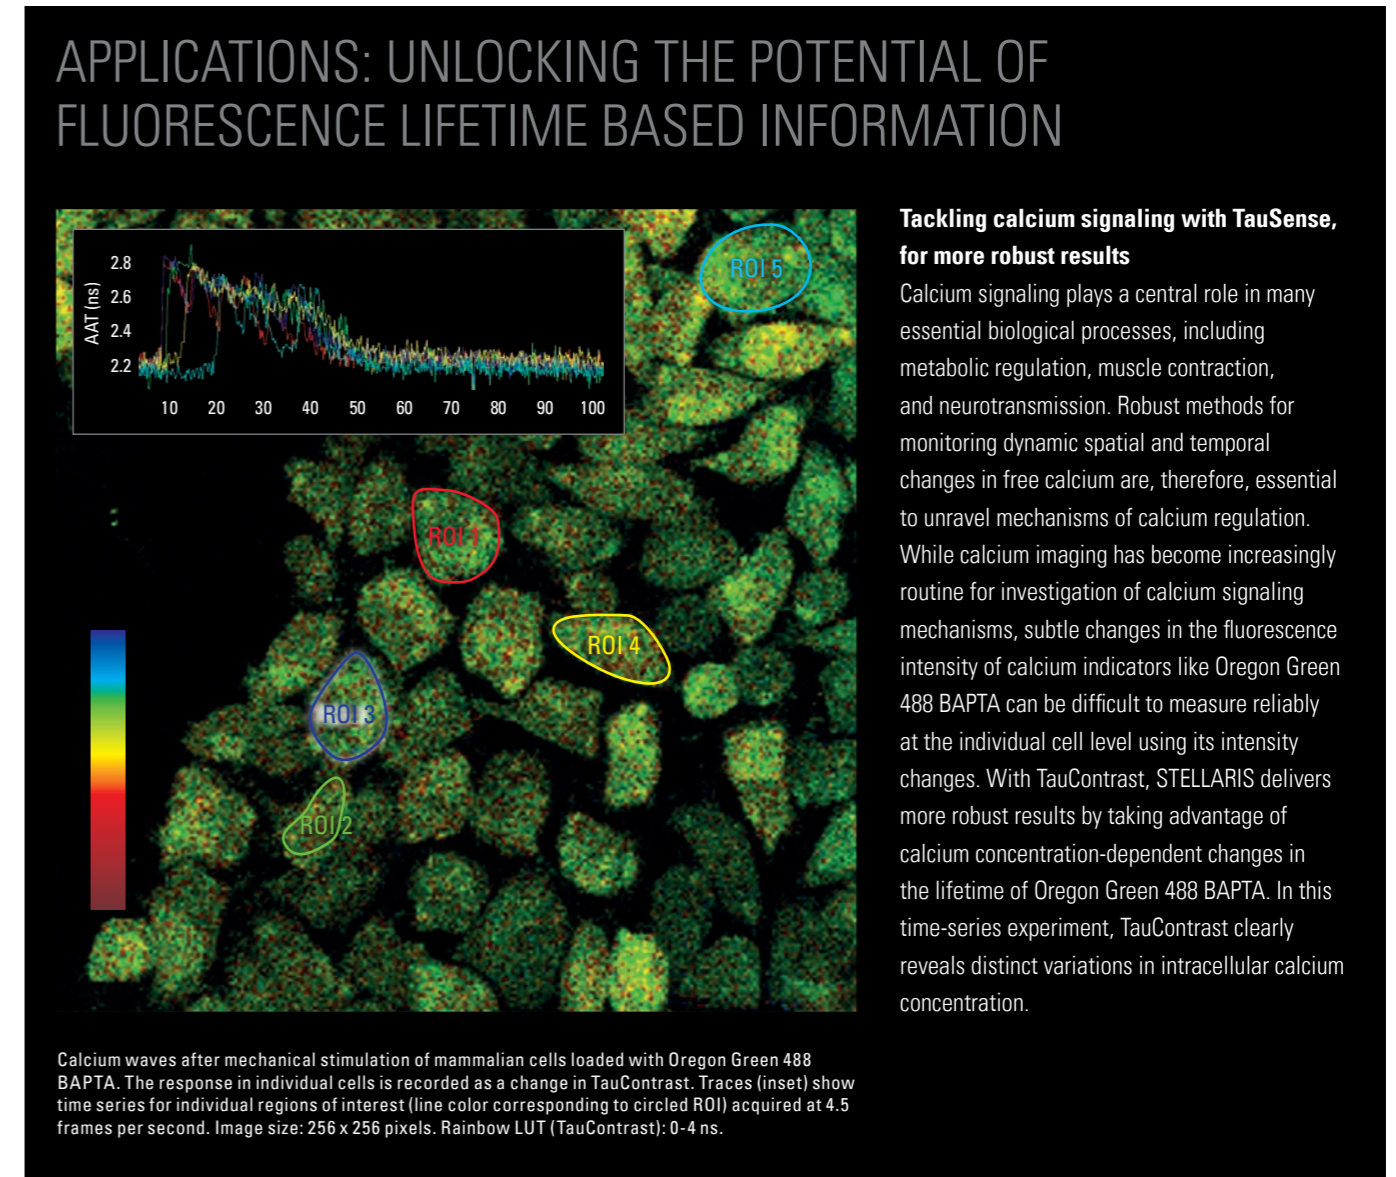 APPLICATIONS: UNLOCKING THE POTENTIAL OF
FLUORESCENCE LIFETIME BASED INFORMATION
AAT (ns)
2.8
2.6
2.4
2.2
10 20 30 40 50 60 70 80 90 100
ROI 5
ROI 1
ROI 4
ROI 3
ROI 2
Calcium waves after mechanical stimulation of mammalian cells loaded with Oregon Green 488
BAPTA. The response in individual cells is recorded as a change in TauContrast. Traces (inset) show
time series for individual regions of interest (line color corresponding to circled ROI) acquired at 4.5
frames per second. Image size: 256 x 256 pixels. Rainbow LUT (TauContrast): 0-4 ns.
Tackling calcium signaling with TauSense,
for more robust results
Calcium signaling plays a central role in many
essential biological processes, including
metabolic regulation, muscle contraction,
and neurotransmission. Robust methods for
monitoring dynamic spatial and temporal
changes in free calcium are, therefore, essential
to unravel mechanisms of calcium regulation.
While calcium imaging has become increasingly
routine for investigation of calcium signaling
mechanisms, subtle changes in the fluorescence
intensity of calcium indicators like Oregon Green
488 BAPTA can be difficult to measure reliably
at the individual cell level using its intensity
changes. With TauContrast, STELLARIS delivers
more robust results by taking advantage of
calcium concentration-dependent changes in
the lifetime of Oregon Green 488 BAPTA. In this
time-series experiment, TauContrast clearly
reveals distinct variations in intracellular calcium
concentration.